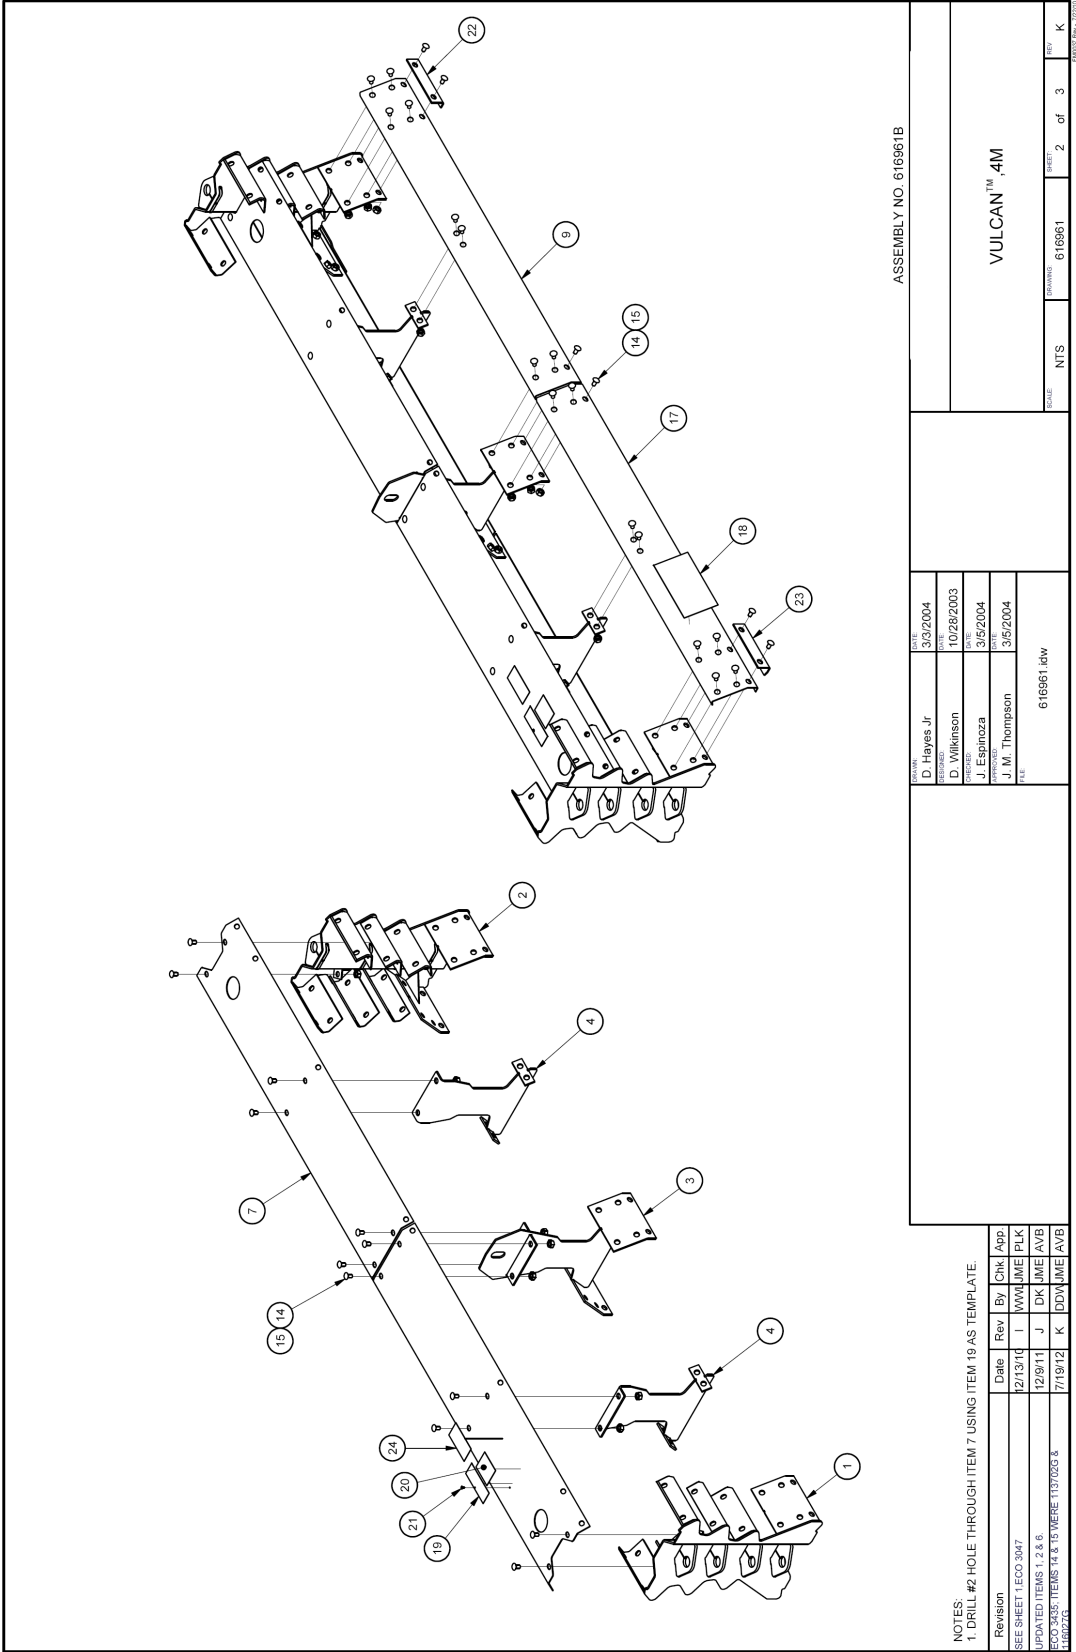 22
9
15
14
17
18
23
2
4
7
3
14
15
4
24
20
21
19
1
ASSEMBLY NO. 616961B
NOTES:
1. DRILL #2 HOLE THROUGH ITEM 7 USING ITEM 19 AS TEMPLATE.
Revision Date Rev By Chk. App.
SEE SHEET 1,ECO 3047 12/13/10 I WWL JME PLK
UPDATED ITEMS 1, 2 & 6. 12/9/11 J DK JME AVB
ECO 3435: ITEMS 14 & 15 WERE 113702G & 116027G 7/19/12 K DDW JME AVB
DRAWN: D. Hayes Jr DATE: 3/3/2004
DESIGNED: D. Wilkinson DATE: 10/28/2003
CHECKED: J. Espinoza DATE: 3/5/2004
APPROVED: J. M. Thompson DATE: 3/5/2004
FILE: 616961.idw
VULCAN™,4M
SCALE: NTS DRAWING: 616961 SHEET: 2 of 3 REV K